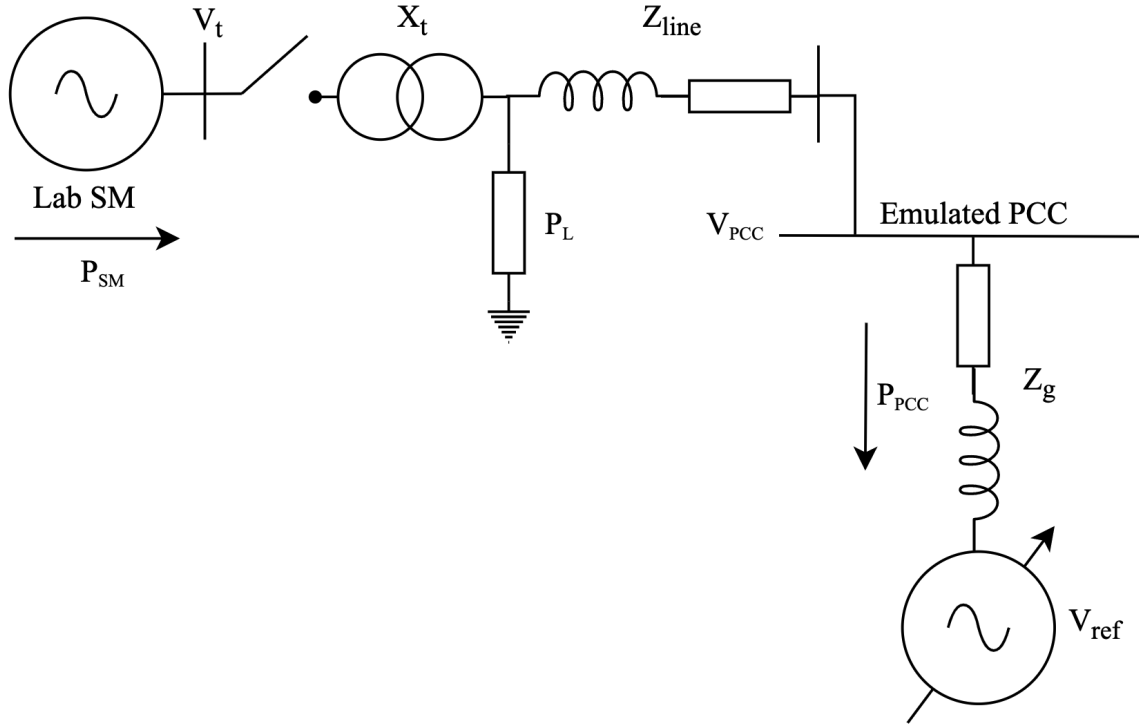 V_t
X_t
Z_line
Lab SM
P_SM
P_L
V_PCC
Emulated PCC
P_PCC
Z_g
V_ref